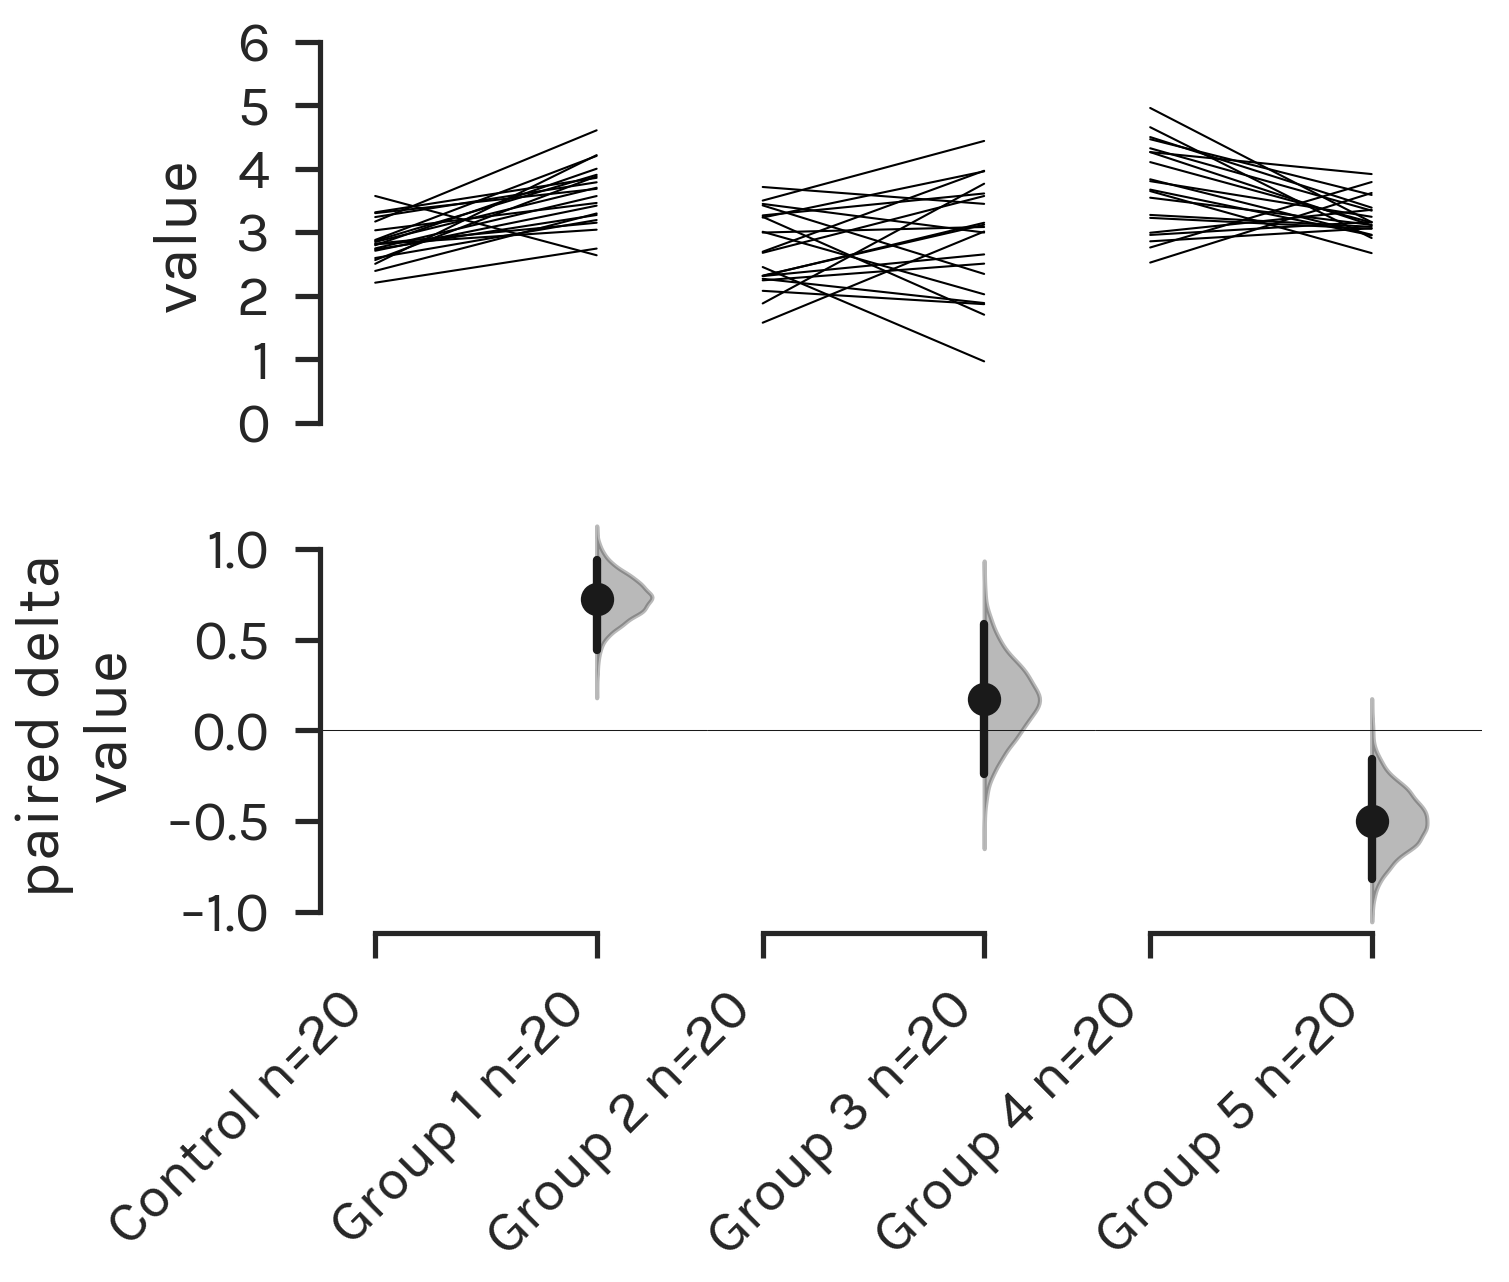 6
5
4
3
2
1
0
value
1.0
0.5
0.0
-0.5
-1.0
paired delta
value
Control n=20
Group 1 n=20
Group 2 n=20
Group 3 n=20
Group 4 n=20
Group 5 n=20